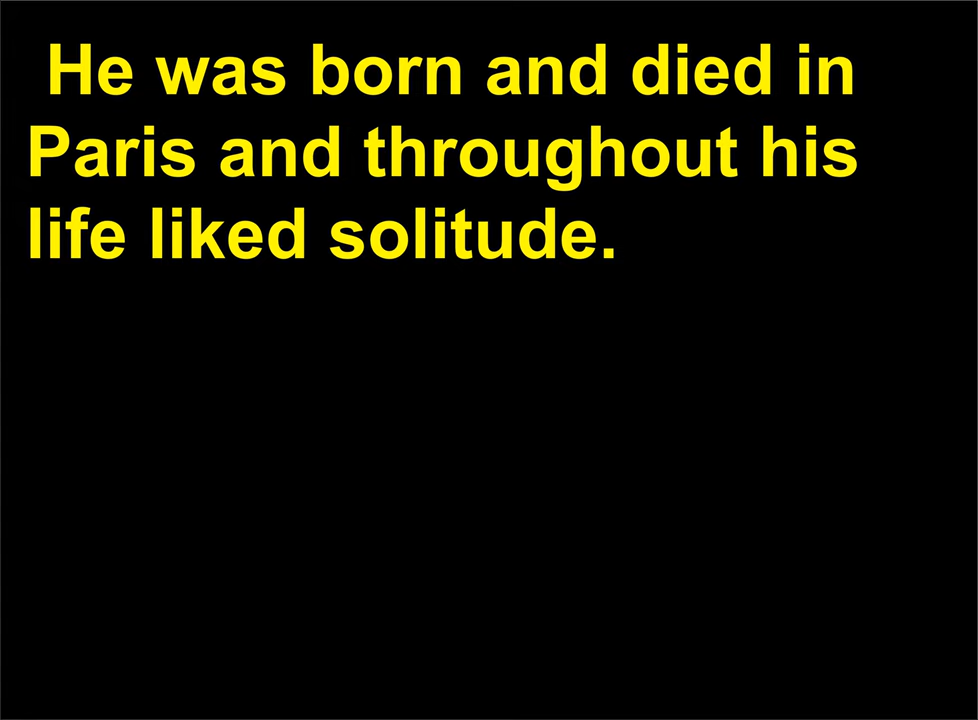 He was born and died in
Paris and throughout his
life liked solitude.